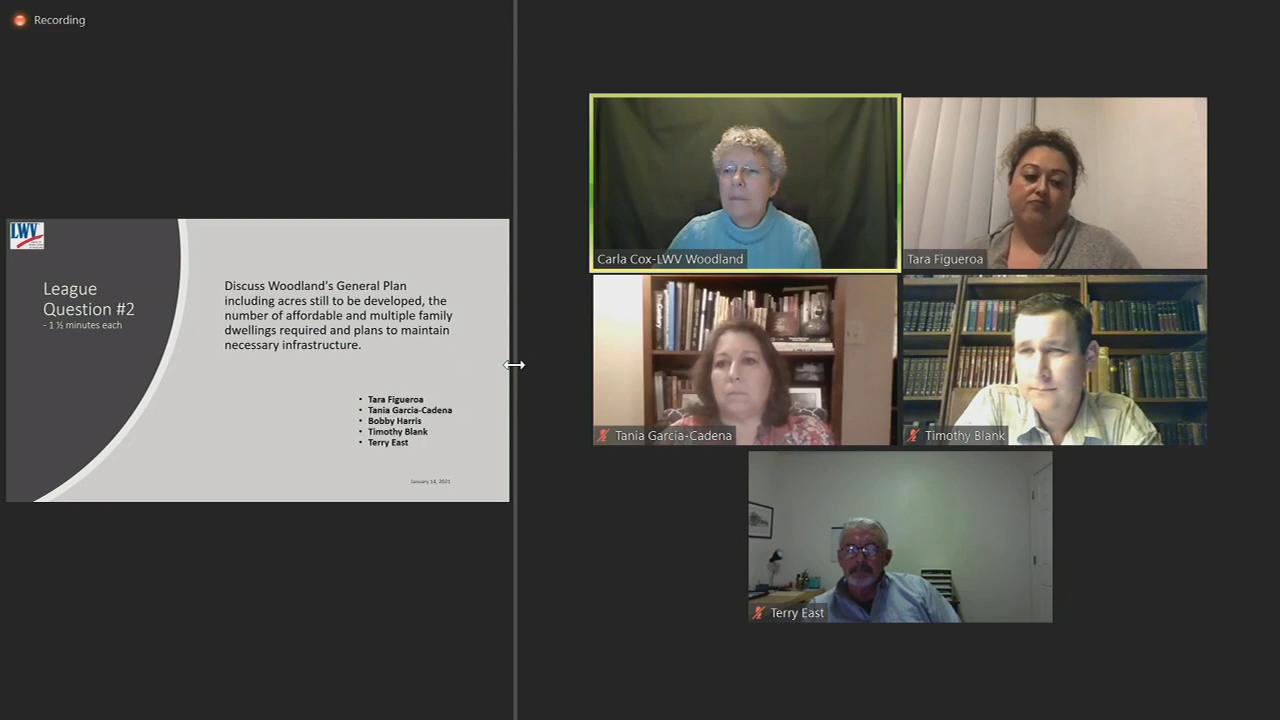 Recording
LWV
League
Question #2
- 1 ½ minutes each
Discuss Woodland's General Plan
including acres still to be developed, the
number of affordable and multiple family
dwellings required and plans to maintain
necessary infrastructure.
• Tara Figueroa
• Tania Garcia-Cadena
• Bobby Harris
• Timothy Blank
• Terry East
January 14, 2021
Carla Cox-LWV Woodland
Tara Figueroa
Tania Garcia-Cadena
Timothy Blank
Terry East